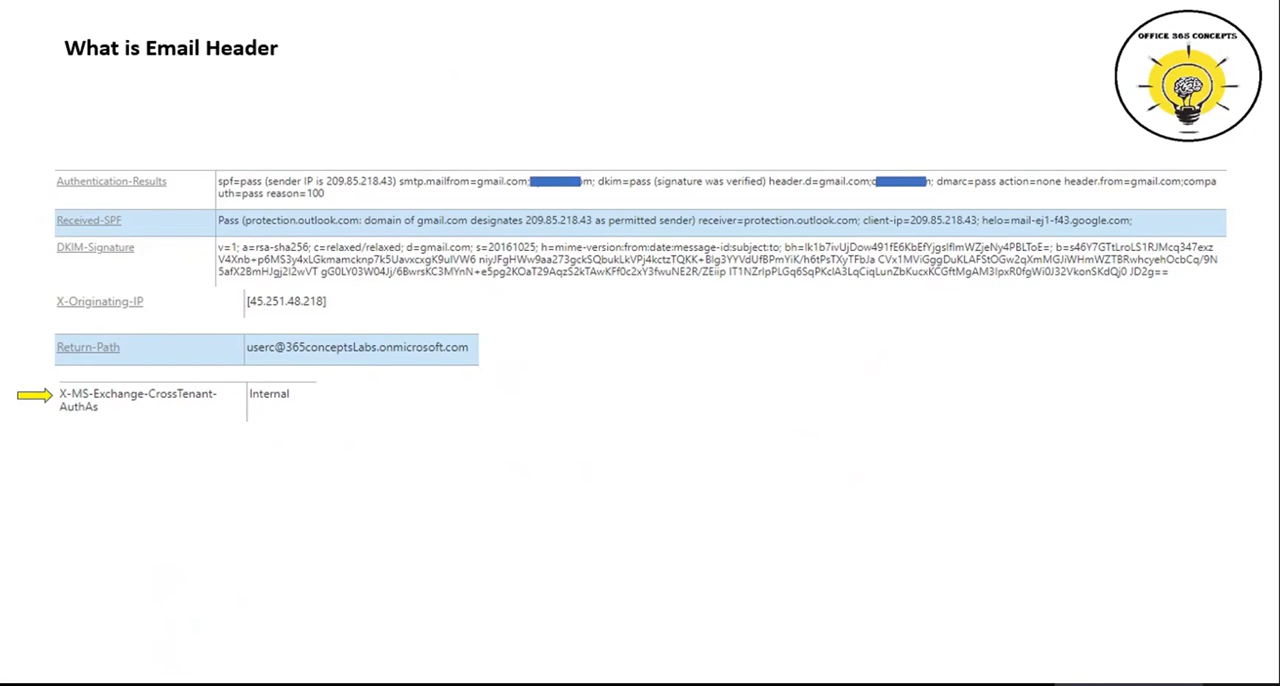 What is Email Header
OFFICE 365 CONCEPTS
Authentication-Results
spf=pass (sender IP is 209.85.218.43) smtp.mailfrom=gmail.com; m; dkim=pass (signature was verified) header.d=gmail.com; dmarc=pass action=none header.from=gmail.com;compa
uth=pass reason=100
Received-SPF
Pass (protection.outlook.com: domain of gmail.com designates 209.85.218.43 as permitted sender) receiver=protection.outlook.com; client-ip=209.85.218.43; helo=mail-ej1-f43.google.com;
DKIM-Signature
v=1; a=rsa-sha256; c=relaxed/relaxed; d=gmail.com; s=20161025; h=mime-version:from:date:message-id:subject:to;
X-Originating-IP
[45.251.48.218]
Return-Path
userc@365conceptsLabs.onmicrosoft.com
X-MS-Exchange-CrossTenant-
AuthAs
Internal